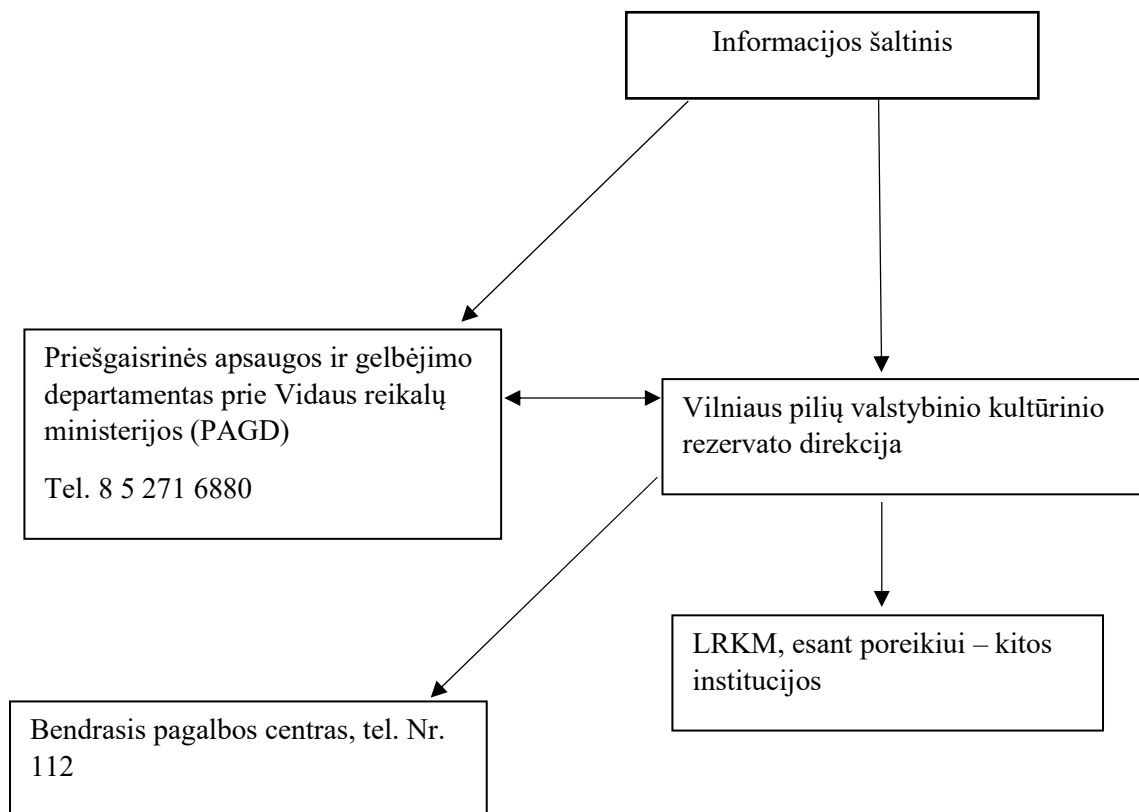 Informacijos šaltinis
Priešgaisrinės apsaugos ir gelbėjimo
departamentas prie Vidaus reikalų
ministerijos (PAGD)
Tel. 8 5 271 6880
Vilniaus pilių valstybinio kultūrinio
rezervato direkcija
LRKM, esant poreikiui – kitos
institucijos
Bendrasis pagalbos centras, tel. Nr.
112